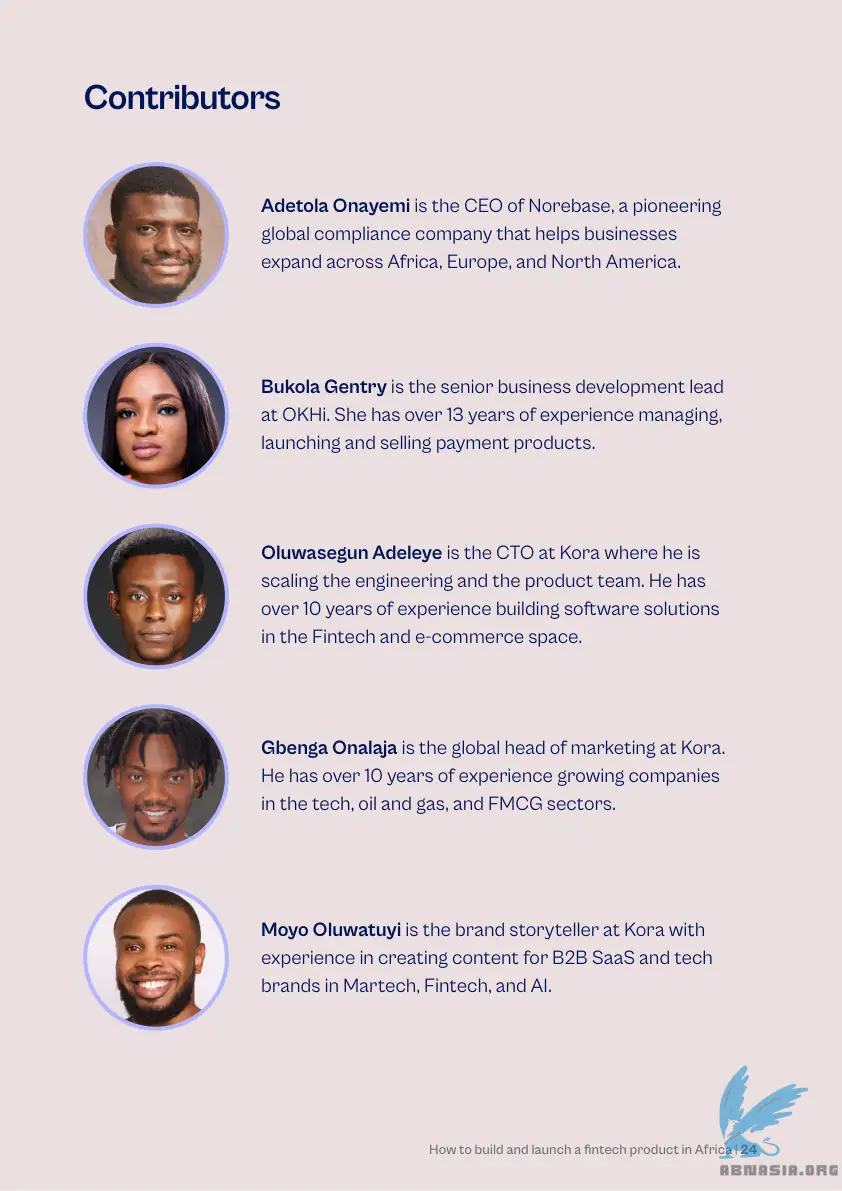 Contributors
Adetola Onayemi is the CEO of Norebase, a pioneering
global compliance company that helps businesses
expand across Africa, Europe, and North America.
Bukola Gentry is the senior business development lead
at OKHi. She has over 13 years of experience managing,
launching and selling payment products.
Oluwasegun Adeleye is the CTO at Kora where he is
scaling the engineering and the product team. He has
over 10 years of experience building software solutions
in the Fintech and e-commerce space.
Gbenga Onalaja is the global head of marketing at Kora.
He has over 10 years of experience growing companies
in the tech, oil and gas, and FMCG sectors.
Moyo Oluwatuyi is the brand storyteller at Kora with
experience in creating content for B2B SaaS and tech
brands in Martech, Fintech, and AI.
How to build and launch a fintech product in Africa | 24
ABNASIA.ORG